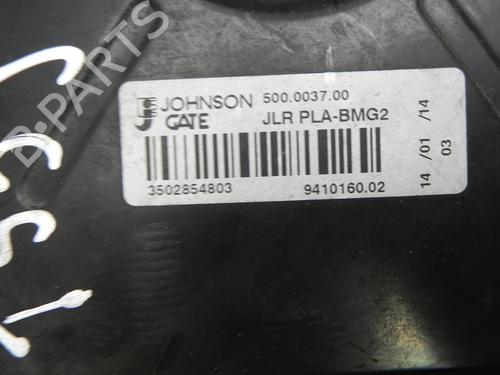 B-PARTS
JOHNSON 500.0037.00
GATE JLR PLA-BMG2
3502854803 9410160.02
14 /01 /14
03